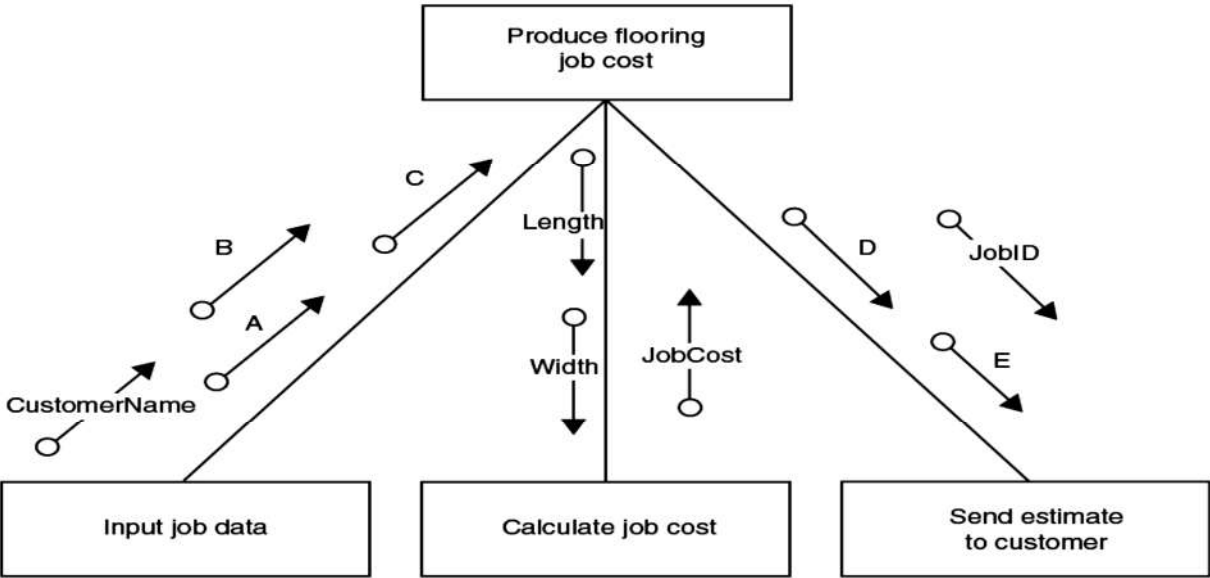 Produce flooring
job cost
C
Length
B
D
JobID
A
Width
JobCost
E
CustomerName
Input job data
Calculate job cost
Send estimate
to customer